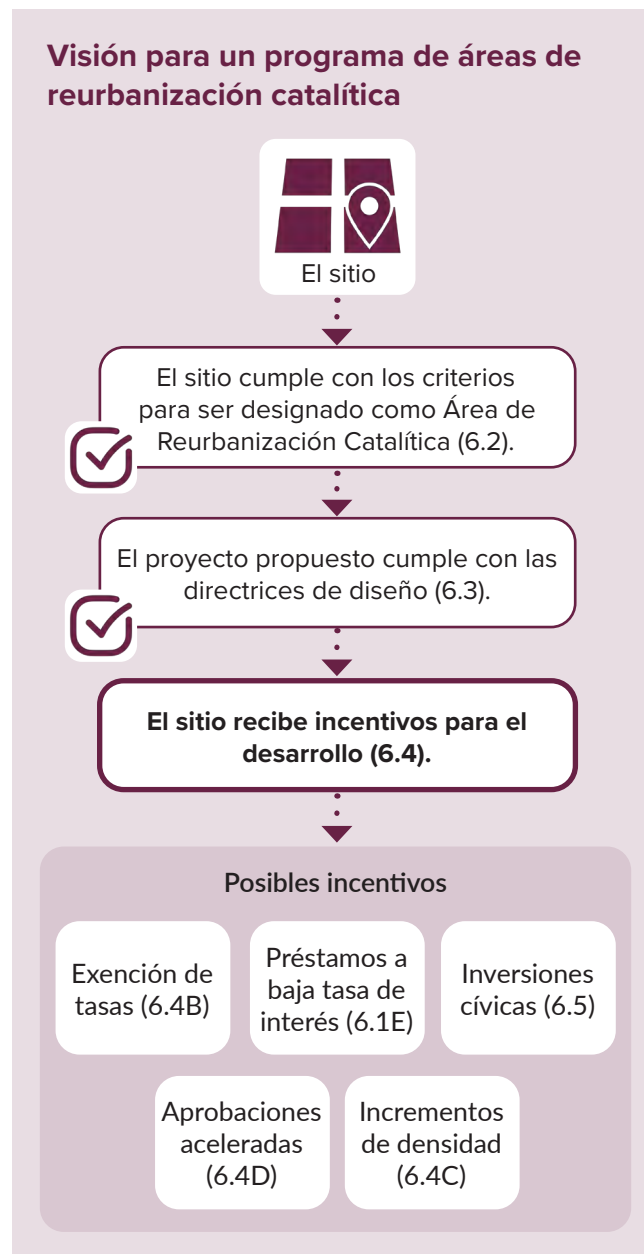 Visión para un programa de áreas de
reurbanización catalítica
El sitio
El sitio cumple con los criterios
para ser designado como Área de
Reurbanización Catalítica (6.2).
El proyecto propuesto cumple con las
directrices de diseño (6.3).
El sitio recibe incentivos para el
desarrollo (6.4).
Posibles incentivos
Exención de
tasas (6.4B)
Préstamos a
baja tasa de
interés (6.1E)
Inversiones
cívicas (6.5)
Aprobaciones
aceleradas
(6.4D)
Incrementos
de densidad
(6.4C)